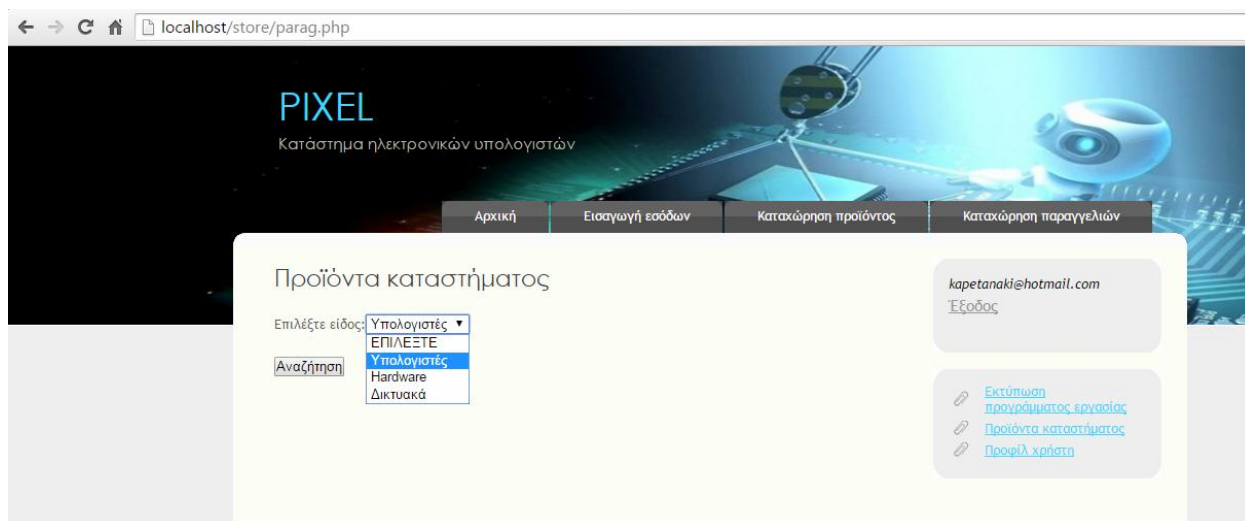 localhost/store/parag.php
PIXEL
Κατάστημα ηλεκτρονικών υπολογιστών
Αρχική
Εισαγωγή εσόδων
Καταχώρηση προϊόντος
Καταχώρηση παραγγελιών
Προϊόντα καταστήματος
Επιλέξτε είδος: Υπολογιστές
ΕΠΙΛΕΞΤΕ
Υπολογιστές
Hardware
Δικτυακά
Αναζήτηση
kapetanaki@hotmail.com
Έξοδος
Εκτύπωση
προγράμματος εργασίας
Προϊόντα καταστήματος
Προφίλ χρήστη